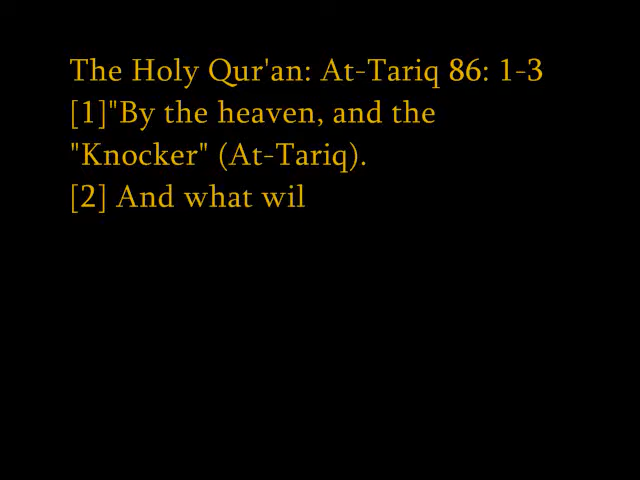 The Holy Qur'an: At-Tariq 86: 1-3
[1]"By the heaven, and the
"Knocker" (At-Tariq).
[2] And what wil